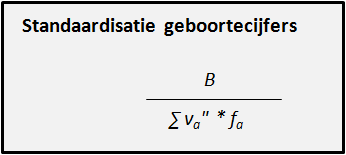 Standaardisatie geboortecijfers
B
∑ vₐ" * fₐ